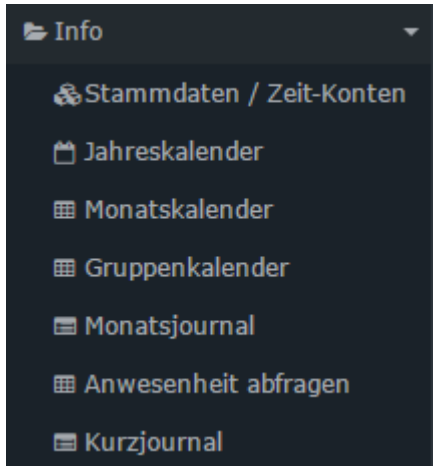 Info
Stammdaten / Zeit-Konten
Jahreskalender
Monatskalender
Gruppenkalender
Monatsjournal
Anwesenheit abfragen
Kurzjournal